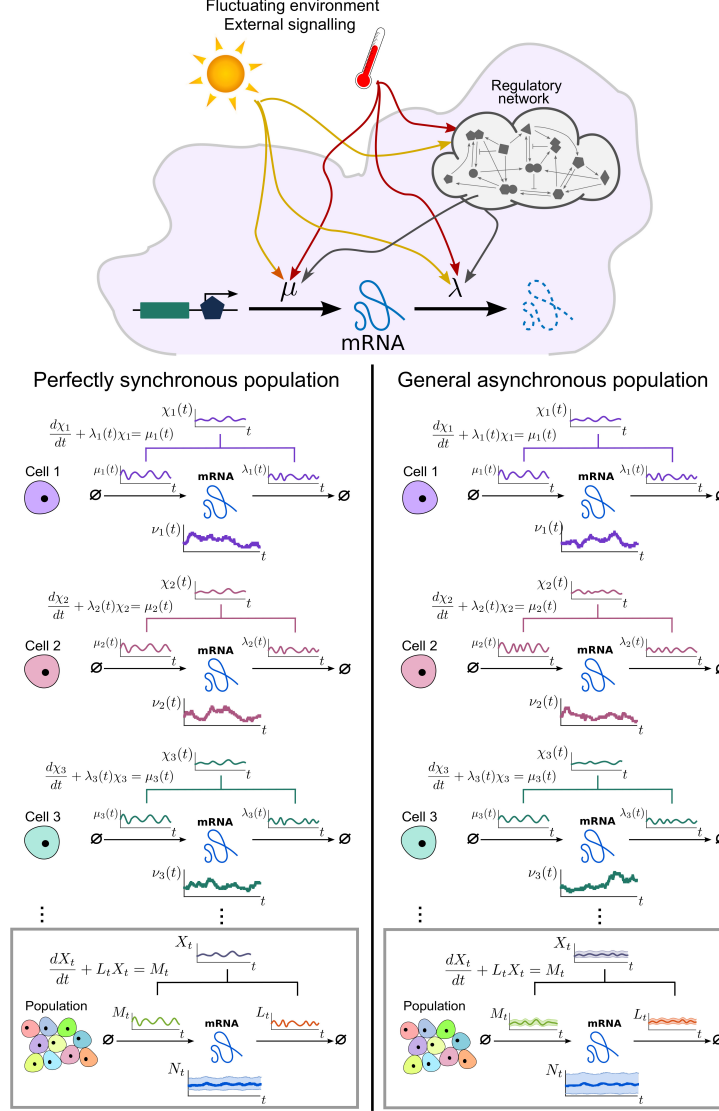 Fluctuating environment
External signalling
Regulatory
network
μ
λ
mRNA
Perfectly synchronous population
χ₁(t)
t
dχ₁/dt + λ₁(t)χ₁= μ₁(t)
Cell 1
μ₁(t)
t
mRNA
λ₁(t)
t
∅
∅
ν₁(t)
t
χ₂(t)
t
dχ₂/dt + λ₂(t)χ₂= μ₂(t)
Cell 2
μ₂(t)
t
mRNA
λ₂(t)
t
∅
∅
ν₂(t)
t
χ₃(t)
t
dχ₃/dt + λ₃(t)χ₃ = μ₃(t)
Cell 3
μ₃(t)
t
mRNA
λ₃(t)
t
∅
∅
ν₃(t)
t
⋮
⋮
Xₜ
t
dXₜ/dt + LₜXₜ = Mₜ
Population
Mₜ
t
mRNA
Lₜ
t
∅
∅
Nₜ
t
General asynchronous population
χ₁(t)
t
dχ₁/dt + λ₁(t)χ₁= μ₁(t)
Cell 1
μ₁(t)
t
mRNA
λ₁(t)
t
∅
∅
ν₁(t)
t
χ₂(t)
t
dχ₂/dt + λ₂(t)χ₂= μ₂(t)
Cell 2
μ₂(t)
t
mRNA
λ₂(t)
t
∅
∅
ν₂(t)
t
χ₃(t)
t
dχ₃/dt + λ₃(t)χ₃ = μ₃(t)
Cell 3
μ₃(t)
t
mRNA
λ₃(t)
t
∅
∅
ν₃(t)
t
⋮
⋮
Xₜ
t
dXₜ/dt + LₜXₜ = Mₜ
Population
Mₜ
t
mRNA
Lₜ
t
∅
∅
Nₜ
t